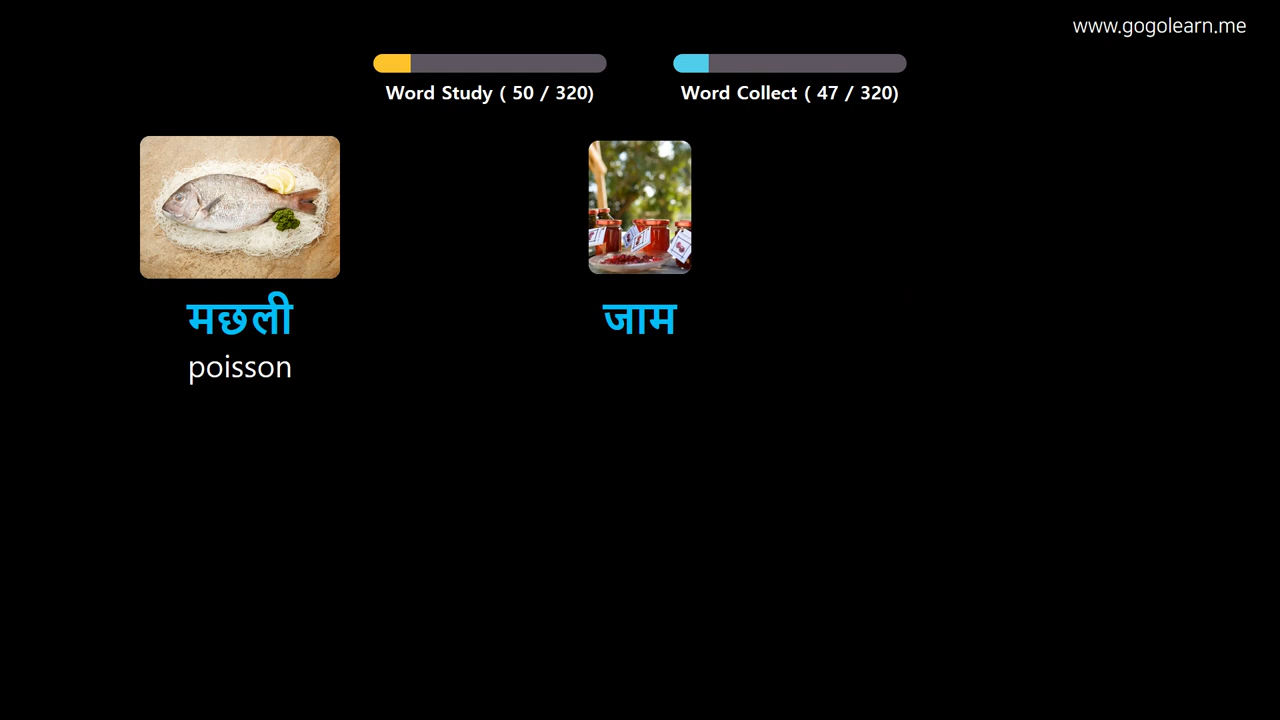 www.gogolearn.me
Word Study ( 50 / 320)
Word Collect ( 47 / 320)
मछली
poisson
जाम